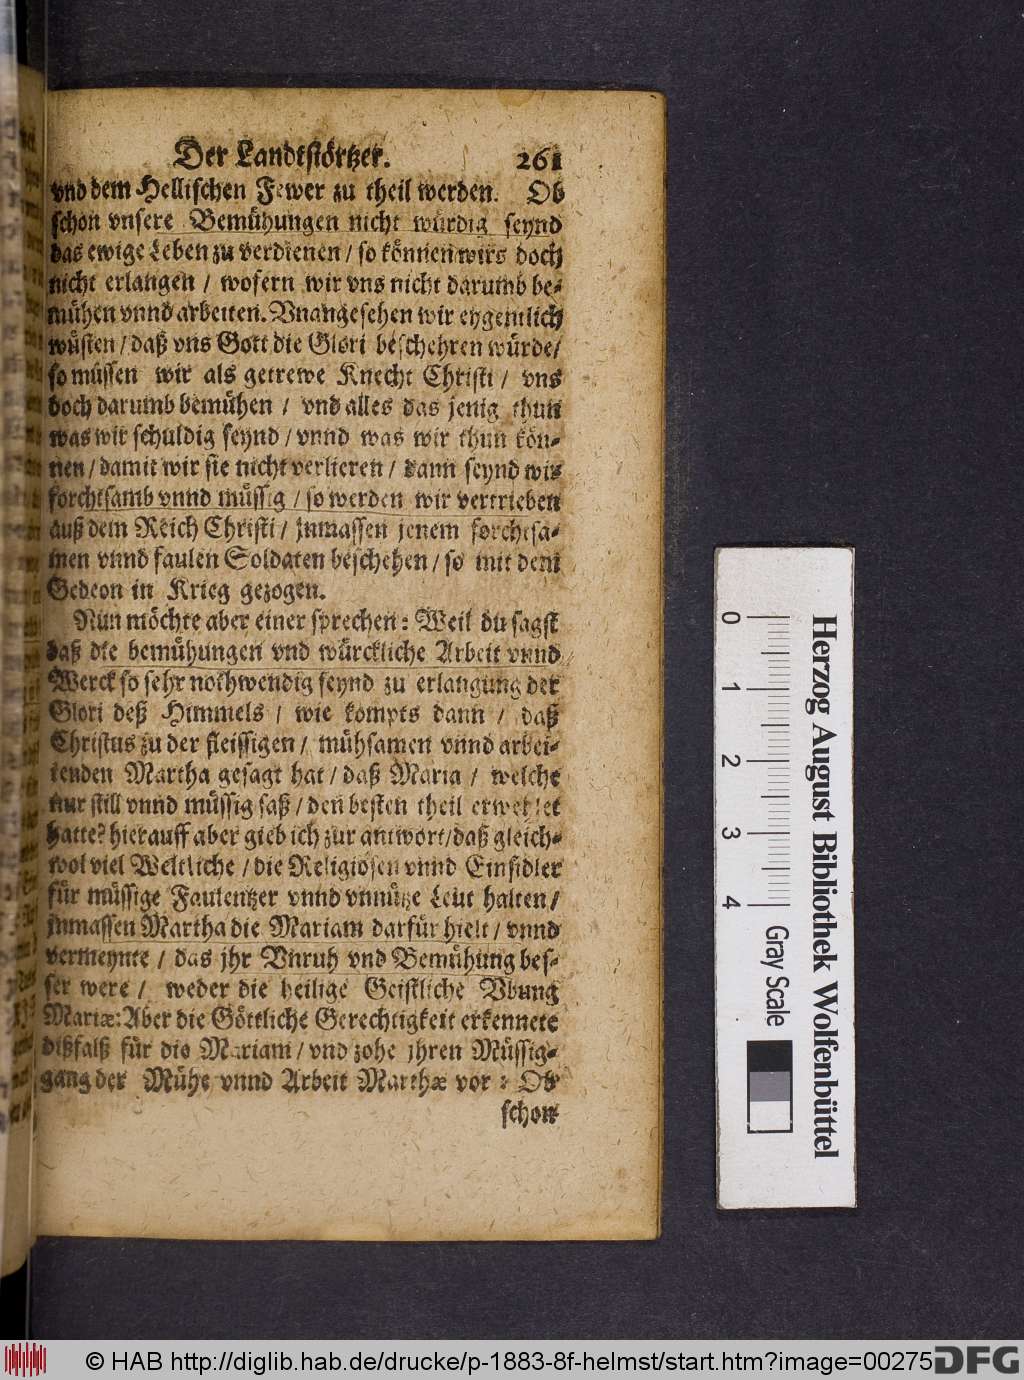 Der Landtstörtzer. 261
vnd dem Hellischen Fewer zu theil werden. Ob
schon vnsere Bemühungen nicht würdig seynd
das ewige Leben zu verdienen / so können wirs doch
nicht erlangen / wofern wir vns nicht darumb be-
mühen vnnd arbeiten. Vnangesehen wir eygentlich
wüsten / daß vns Gott die Glori beschehren würde /
so müssen wir als getrewe Knecht Christi / vns
doch darumb bemühen / vnd alles das jenig thun
was wir schuldig seynd / vnnd was wir thun kön-
nen / damit wir sie nicht verlieren / dann seynd wir
forchtsamb vnnd müssig / so werden wir vertrieben
auß dem Reich Christi / jnmassen jenem forchtsa-
men vnnd faulen Soldaten beschehen / so mit dem
Gedeon in Krieg gezogen.
Nun möchte aber einer sprechen: Weil du sagst
daß die bemühungen vnd würckliche Arbeit vnnd
Werck so sehr nothwendig seynd zu erlangung der
Glori deß Himmels / wie kompts dann / daß
Christus zu der fleissigen / mühsamen vnnd arbei-
tenden Martha gesagt hat / daß Maria / welche
nur still vnnd müssig saß / den besten theil erwehlet
hatte? hierauff aber gieb ich zur antwort / daß gleich-
wol viel Weltliche / die Religiosen vnnd Einsidler
für müssige Faulentzer vnnd vnnütze Leut halten /
jnmassen Martha die Mariam darfür hielt / vnnd
vermeynte / das jhr Vnruh vnd Bemühung bes-
ser were / weder die heilige Geistliche Vbung
Mariæ: Aber die Göttliche Gerechtigkeit erkennete
dißfalß für die Mariam / vnd zohe jhren Müssig-
gang der Mühe vnnd Arbeit Marthæ vor: Ob
schon
0 1 2 3 4 Gray Scale
Herzog August Bibliothek Wolfenbüttel
© HAB http://diglib.hab.de/drucke/p-1883-8f-helmst/start.htm?image=00275
DFG